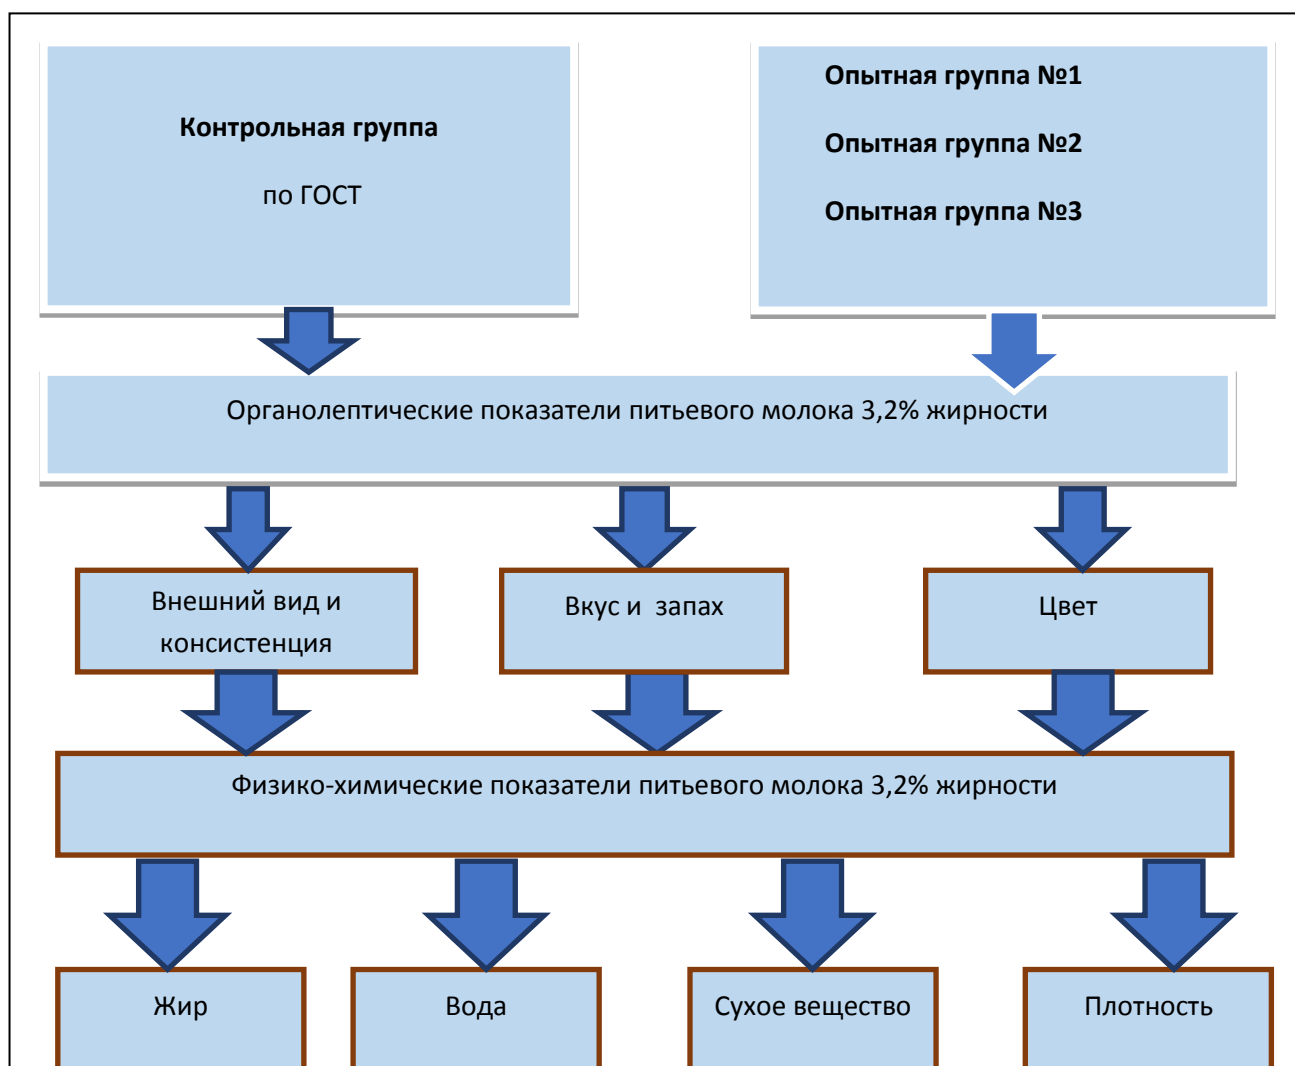 Контрольная группа
по ГОСТ
Опытная группа №1
Опытная группа №2
Опытная группа №3
Органолептические показатели питьевого молока 3,2% жирности
Внешний вид и
консистенция
Вкус и запах
Цвет
Физико-химические показатели питьевого молока 3,2% жирности
Жир
Вода
Сухое вещество
Плотность